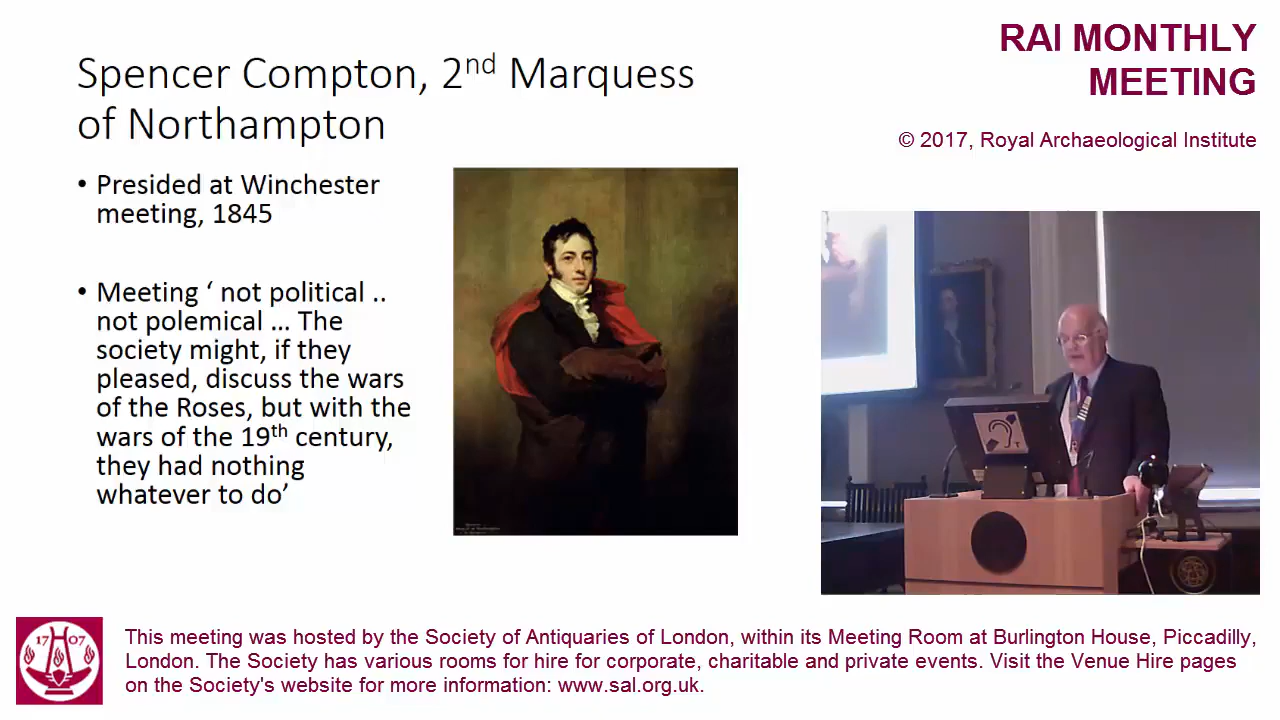 Spencer Compton, 2nd Marquess
of Northampton
• Presided at Winchester
meeting, 1845
• Meeting ‘ not political ..
not polemical … The
society might, if they
pleased, discuss the wars
of the Roses, but with the
wars of the 19th century,
they had nothing
whatever to do’
RAI MONTHLY
MEETING
© 2017, Royal Archaeological Institute
T
17 07
This meeting was hosted by the Society of Antiquaries of London, within its Meeting Room at Burlington House, Piccadilly,
London. The Society has various rooms for hire for corporate, charitable and private events. Visit the Venue Hire pages
on the Society's website for more information: www.sal.org.uk.